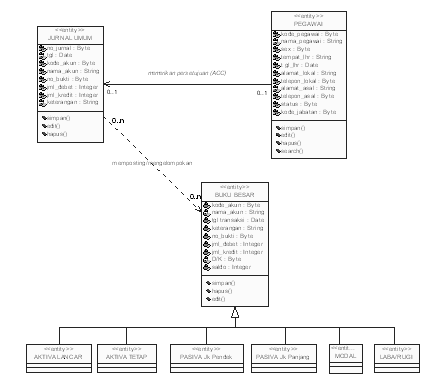 <<entity>>
JURNAL UMUM
no_jurnal : Byte
tgl : Date
kode_akun : Byte
nama_akun : String
no_bukti : Byte
jml_debet : Integer
jml_kredit : Integer
keterangan : String
simpan()
edit()
hapus()
<<entity>>
PEGAWAI
kode_pegawai : Byte
nama_pegawai : String
sex : Byte
tempat_lhr : String
tgl_lhr : Date
alamat_lokal : String
telepon_lokal : Byte
alamat_asal : String
telepon_asal : Byte
status : Byte
kode_jabatan : Byte
simpan()
edit()
hapus()
search()
memintakan persetujuan (ACC)
0..1
0..1
0..n
memposting/mengelompokan
0..n
<<entity>>
BUKU BESAR
kode_akun : Byte
nama_akun : String
tgl transaksi : Date
keterangan : String
no_bukti : Byte
jml_debet : Integer
jml_kredit : Integer
D/K : Byte
saldo : Integer
simpan()
hapus()
edit()
<<entity>>
AKTIVA LANCAR
<<entity>>
AKTIVA TETAP
<<entity>>
PASIVA Jk Pendek
<<entity>>
PASIVA Jk Panjang
<<entity>>
MODAL
<<entity>>
LABA/RUGI